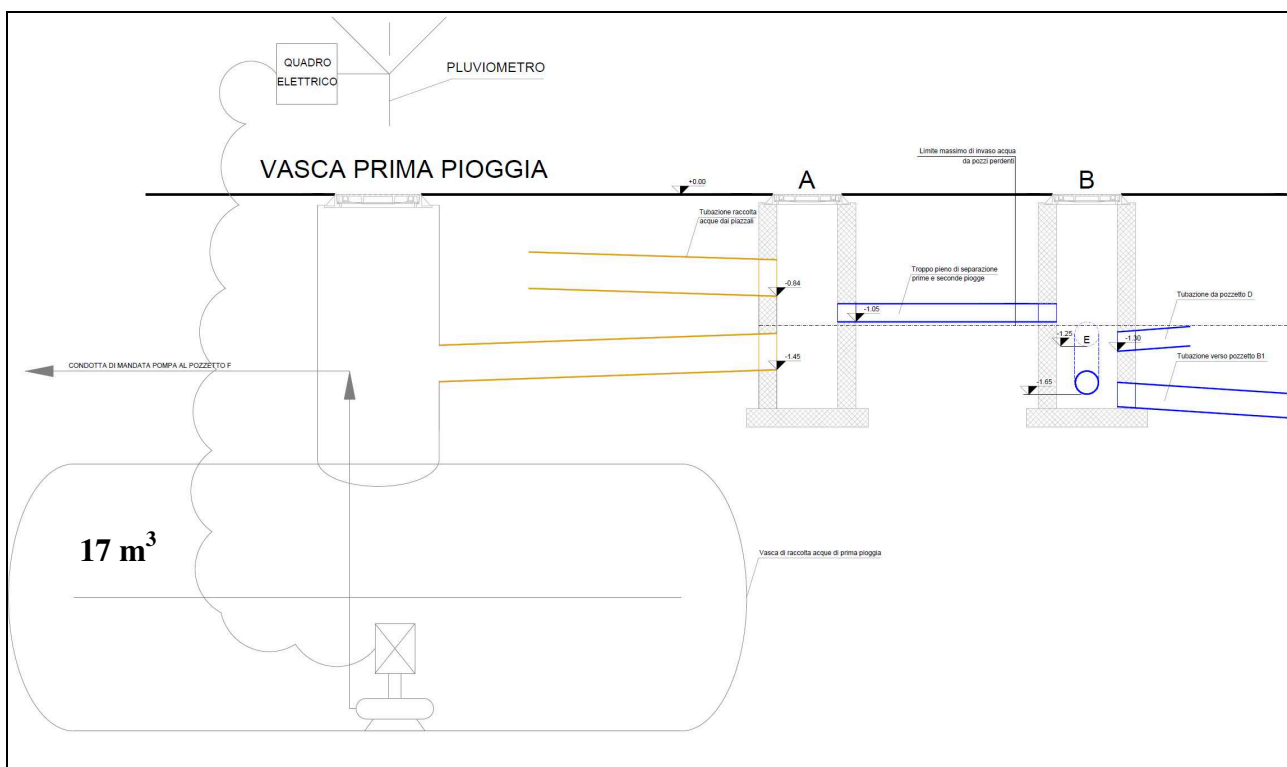 QUADRO
ELETTRICO
PLUVIOMETRO
VASCA PRIMA PIOGGIA
+0.00
A
Limite massimo di invaso acqua
da pozzi perdenti
B
Tubazione raccolta
acque dai piazzali
-0.84
Troppo pieno di separazione
prime e seconde piogge
-1.05
Tubazione da pozzetto D
-1.25
E
-1.30
Tubazione verso pozzetto B1
-1.45
-1.65
CONDOTTA DI MANDATA POMPA AL POZZETTO F
17 m³
Vasca di raccolta acque di prima pioggia